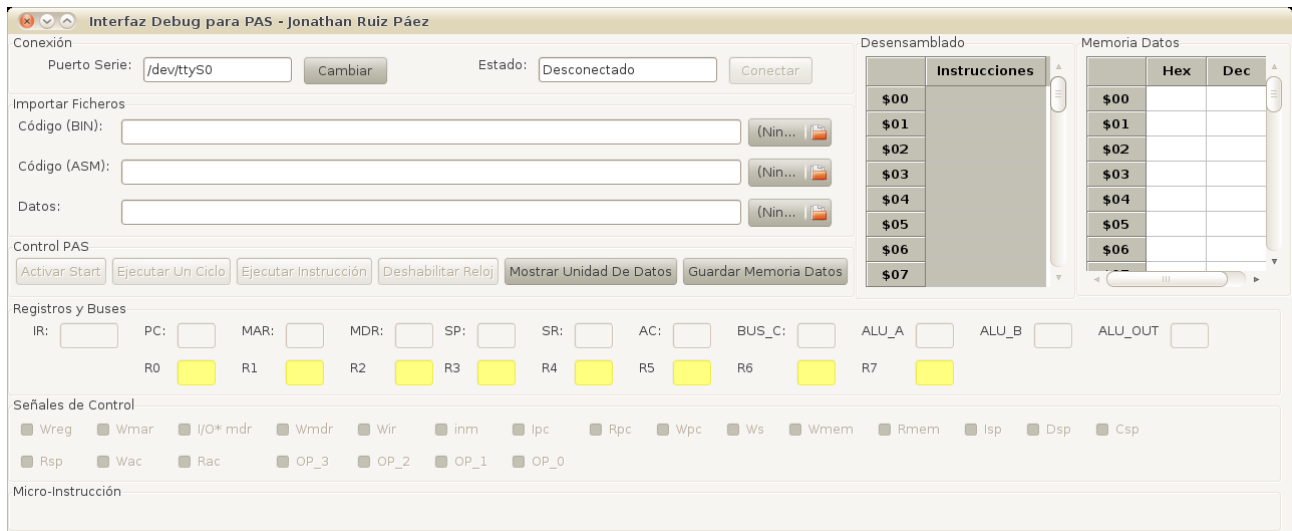 Interfaz Debug para PAS - Jonathan Ruiz Páez
Conexión
Puerto Serie: /dev/ttyS0 Cambiar Estado: Desconectado Conectar
Importar Ficheros
Código (BIN): (Nin...
Código (ASM): (Nin...
Datos: (Nin...
Control PAS
Activar Start Ejecutar Un Ciclo Ejecutar Instrucción Deshabilitar Reloj Mostrar Unidad De Datos Guardar Memoria Datos
Desensamblado
Instrucciones
$00
$01
$02
$03
$04
$05
$06
$07
Memoria Datos
Hex Dec
$00
$01
$02
$03
$04
$05
$06
Registros y Buses
IR: PC: MAR: MDR: SP: SR: AC: BUS_C: ALU_A ALU_B ALU_OUT
R0 R1 R2 R3 R4 R5 R6 R7
Señales de Control
Wreg Wmar I/O* mdr Wmdr Wir inm Ipc Rpc Wpc Ws Wmem Rmem Isp Dsp Csp
Rsp Wac Rac OP_3 OP_2 OP_1 OP_0
Micro-Instrucción